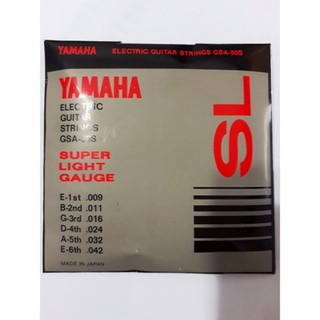 YAMAHA ELECTRIC GUITAR STRINGS GSA-50S
YAMAHA
ELECTRIC
GUITAR
STRINGS
GSA-50S
SUPER
LIGHT
GAUGE
SL
E-1st .009
B-2nd .011
G-3rd .016
D-4th .024
A-5th .032
E-6th .042
MADE IN JAPAN